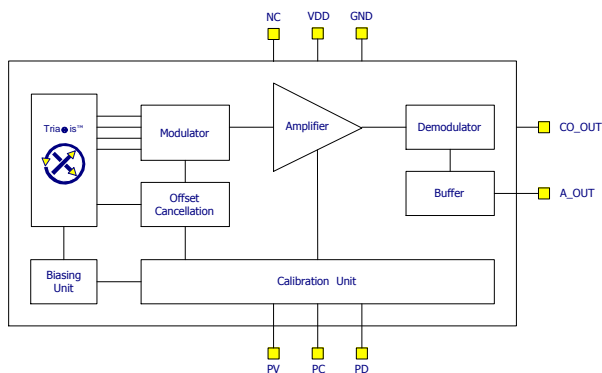 NC VDD GND
Tria⊗is™
Modulator
Amplifier
Demodulator
CO_OUT
Offset
Cancellation
Buffer
A_OUT
Biasing
Unit
Calibration Unit
PV PC PD